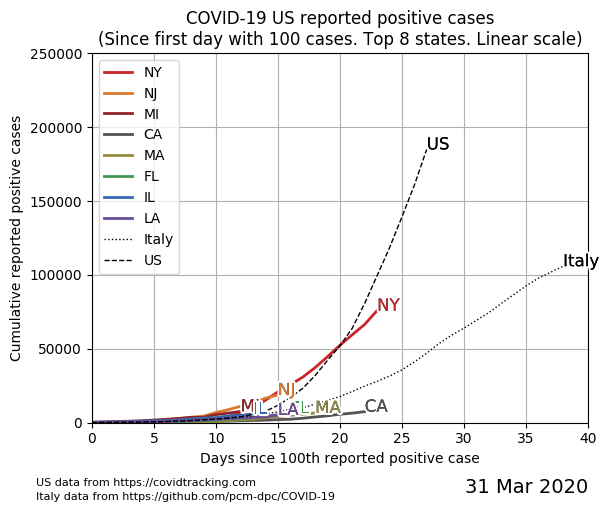 COVID-19 US reported positive cases
(Since first day with 100 cases. Top 8 states. Linear scale)
250000
200000
150000
100000
50000
0
Cumulative reported positive cases
NY
NJ
MI
CA
MA
FL
IL
LA
Italy
US
US
Italy
NY
NJ
LA
MA
CA
0 5 10 15 20 25 30 35 40
Days since 100th reported positive case
US data from https://covidtracking.com
Italy data from https://github.com/pcm-dpc/COVID-19
31 Mar 2020